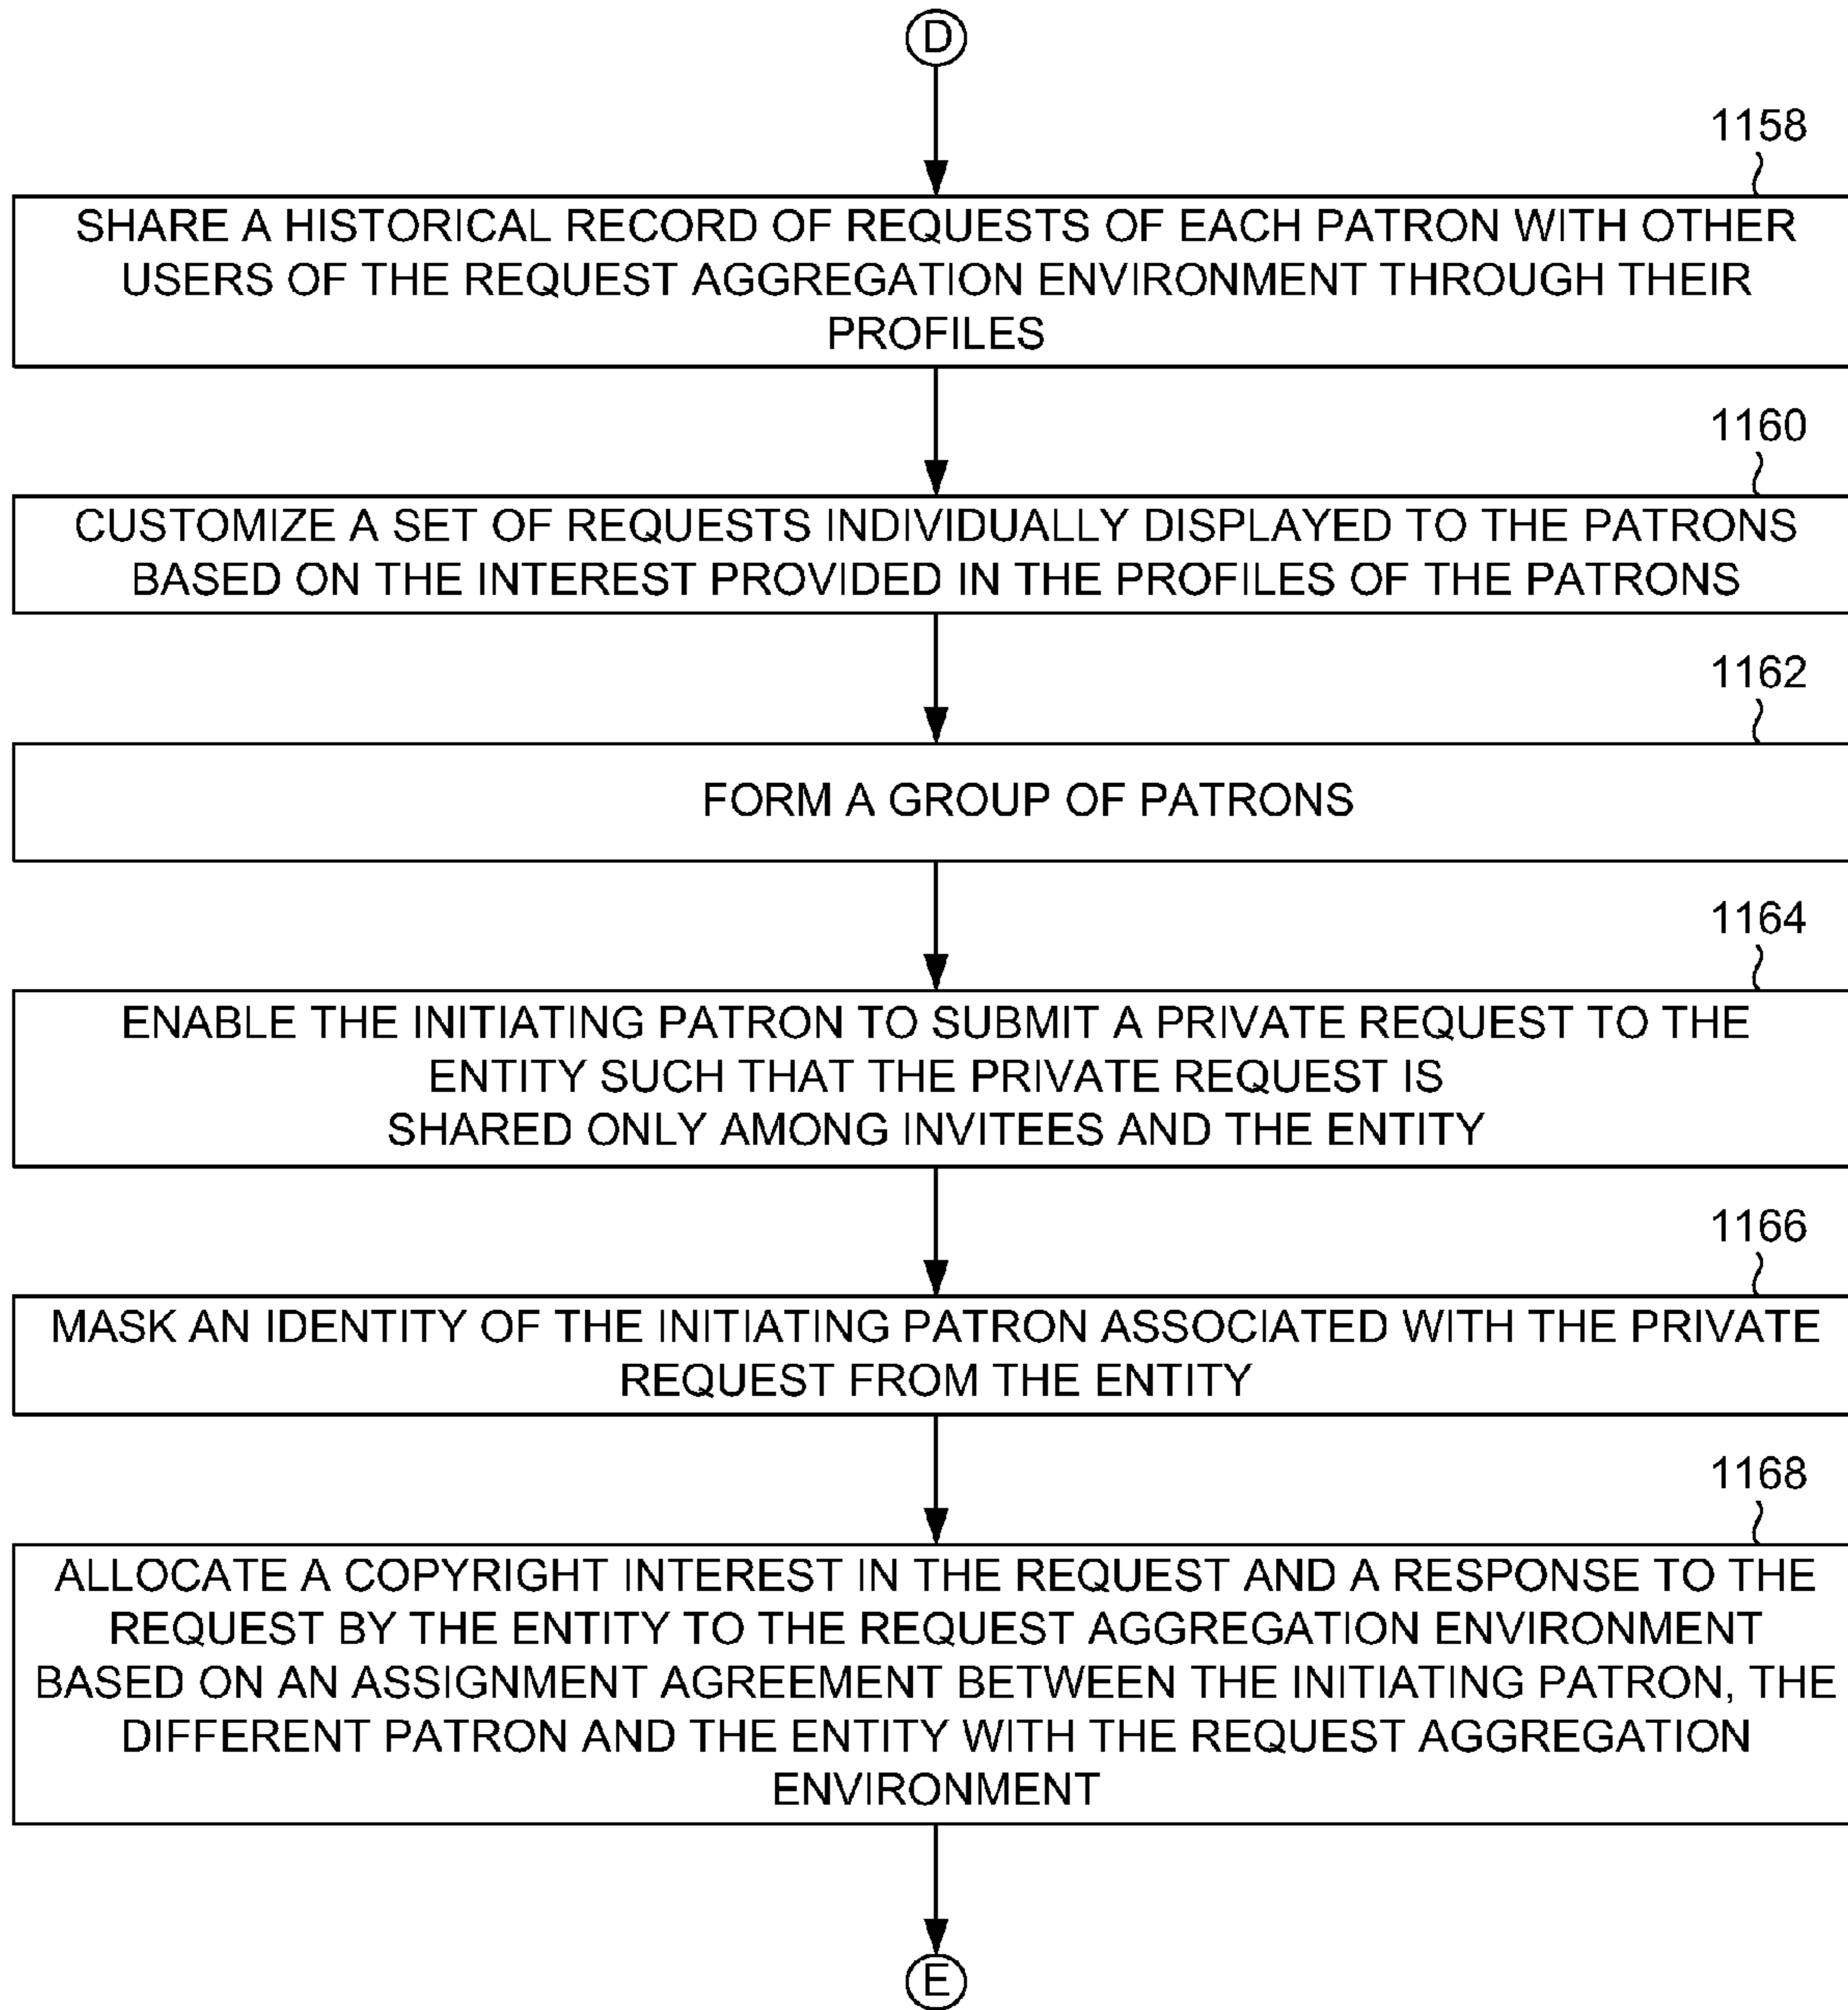 D
1158
SHARE A HISTORICAL RECORD OF REQUESTS OF EACH PATRON WITH OTHER
USERS OF THE REQUEST AGGREGATION ENVIRONMENT THROUGH THEIR
PROFILES
1160
CUSTOMIZE A SET OF REQUESTS INDIVIDUALLY DISPLAYED TO THE PATRONS
BASED ON THE INTEREST PROVIDED IN THE PROFILES OF THE PATRONS
1162
FORM A GROUP OF PATRONS
1164
ENABLE THE INITIATING PATRON TO SUBMIT A PRIVATE REQUEST TO THE
ENTITY SUCH THAT THE PRIVATE REQUEST IS
SHARED ONLY AMONG INVITEES AND THE ENTITY
1166
MASK AN IDENTITY OF THE INITIATING PATRON ASSOCIATED WITH THE PRIVATE
REQUEST FROM THE ENTITY
1168
ALLOCATE A COPYRIGHT INTEREST IN THE REQUEST AND A RESPONSE TO THE
REQUEST BY THE ENTITY TO THE REQUEST AGGREGATION ENVIRONMENT
BASED ON AN ASSIGNMENT AGREEMENT BETWEEN THE INITIATING PATRON, THE
DIFFERENT PATRON AND THE ENTITY WITH THE REQUEST AGGREGATION
ENVIRONMENT
E